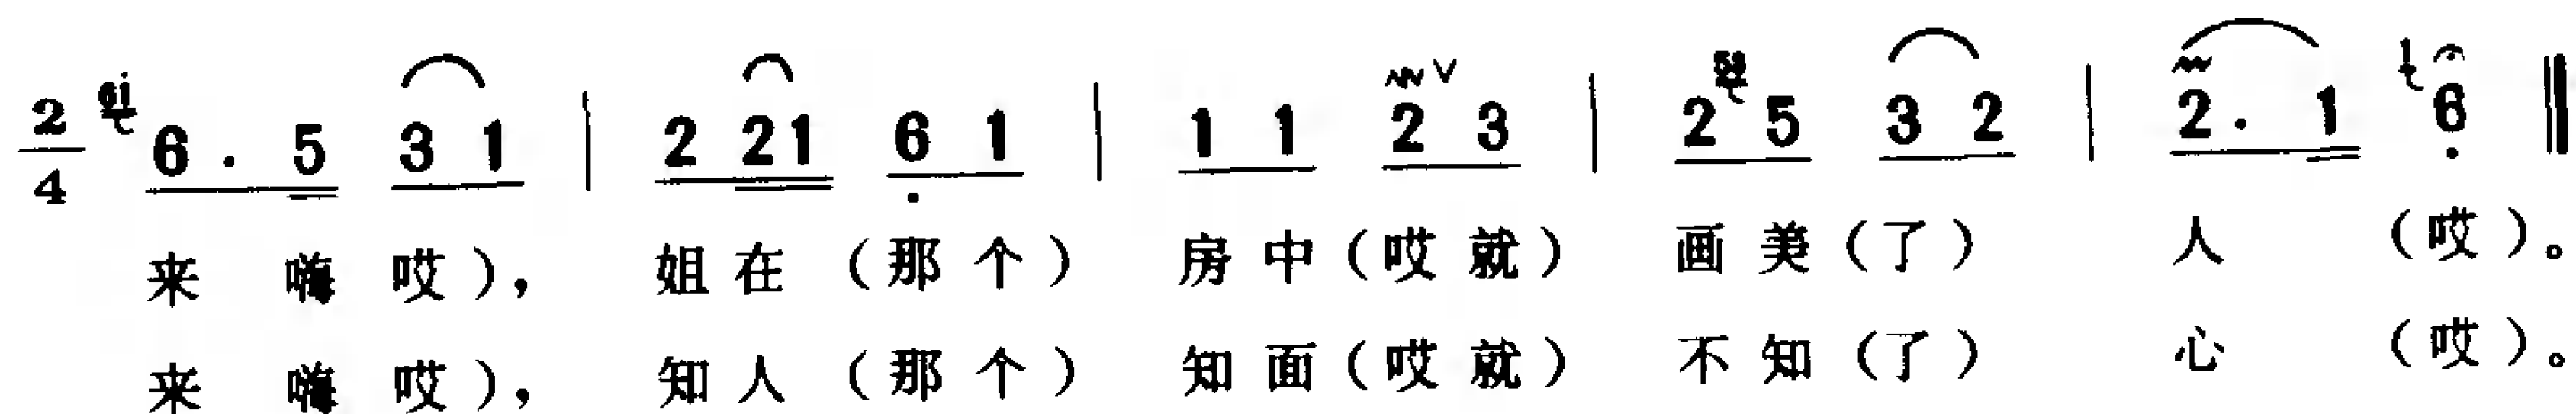 2/4 6 . 5 3 1 | 2 21 6 1 | 1 1 2 3 | 2 5 3 2 | 2 . 1 6 ‖
来 嗨 哎），姐在（那个）房中（哎就）画美（了）人（哎）。
来 嗨 哎），知人（那个）知面（哎就）不知（了）心（哎）。